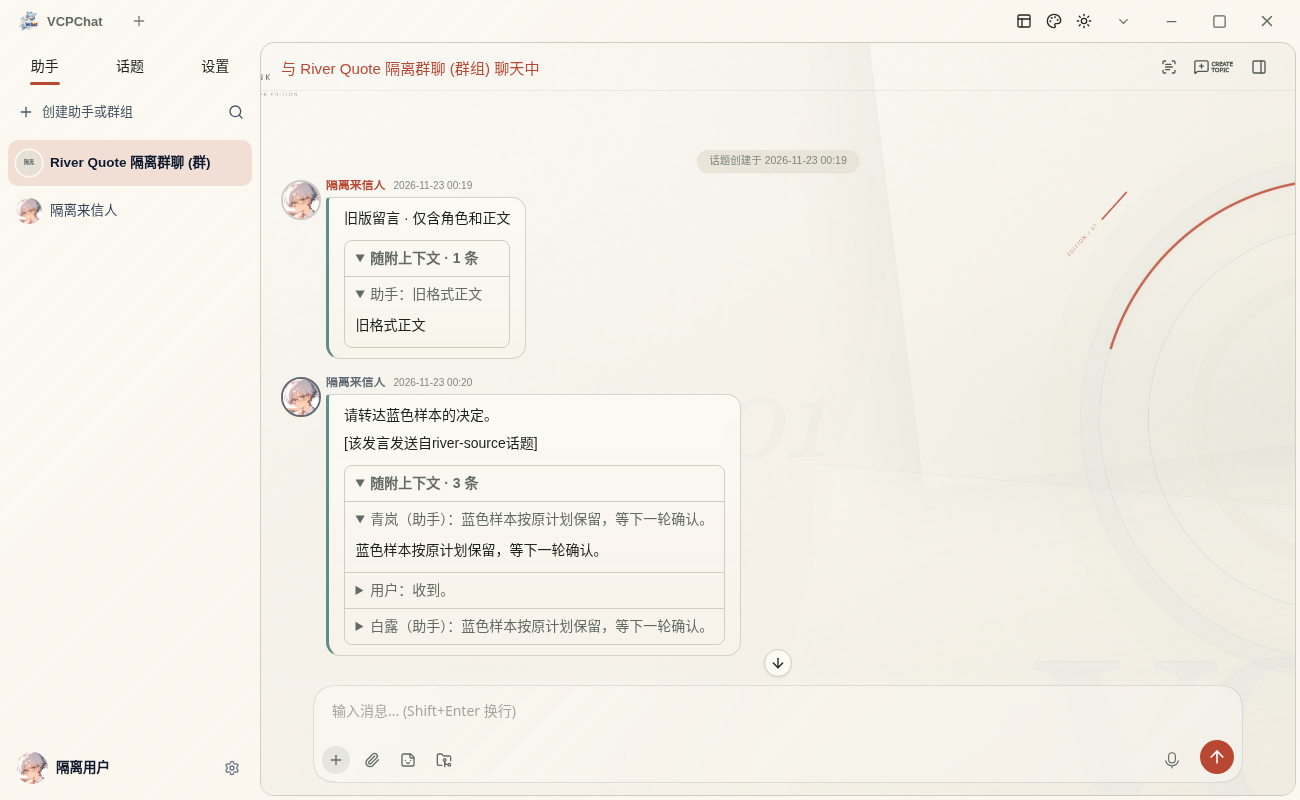 VCPChat
助手
话题
设置
创建助手或群组
River Quote 隔离群聊 (群)
隔离来信人
隔离用户
与 River Quote 隔离群聊 (群组) 聊天中
CREATE
TOPIC
EDITION
话题创建于 2026-11-23 00:19
隔离来信人 2026-11-23 00:19
旧版留言 · 仅含角色和正文
▼ 随附上下文 · 1 条
▼ 助手：旧格式正文
旧格式正文
EDITION / 01
隔离来信人 2026-11-23 00:20
请转达蓝色样本的决定。
[该发言发送自river-source话题]
▼ 随附上下文 · 3 条
▼ 青岚（助手）：蓝色样本按原计划保留，等下一轮确认。
蓝色样本按原计划保留，等下一轮确认。
▶ 用户：收到。
▶ 白露（助手）：蓝色样本按原计划保留，等下一轮确认。
01
输入消息... (Shift+Enter 换行)